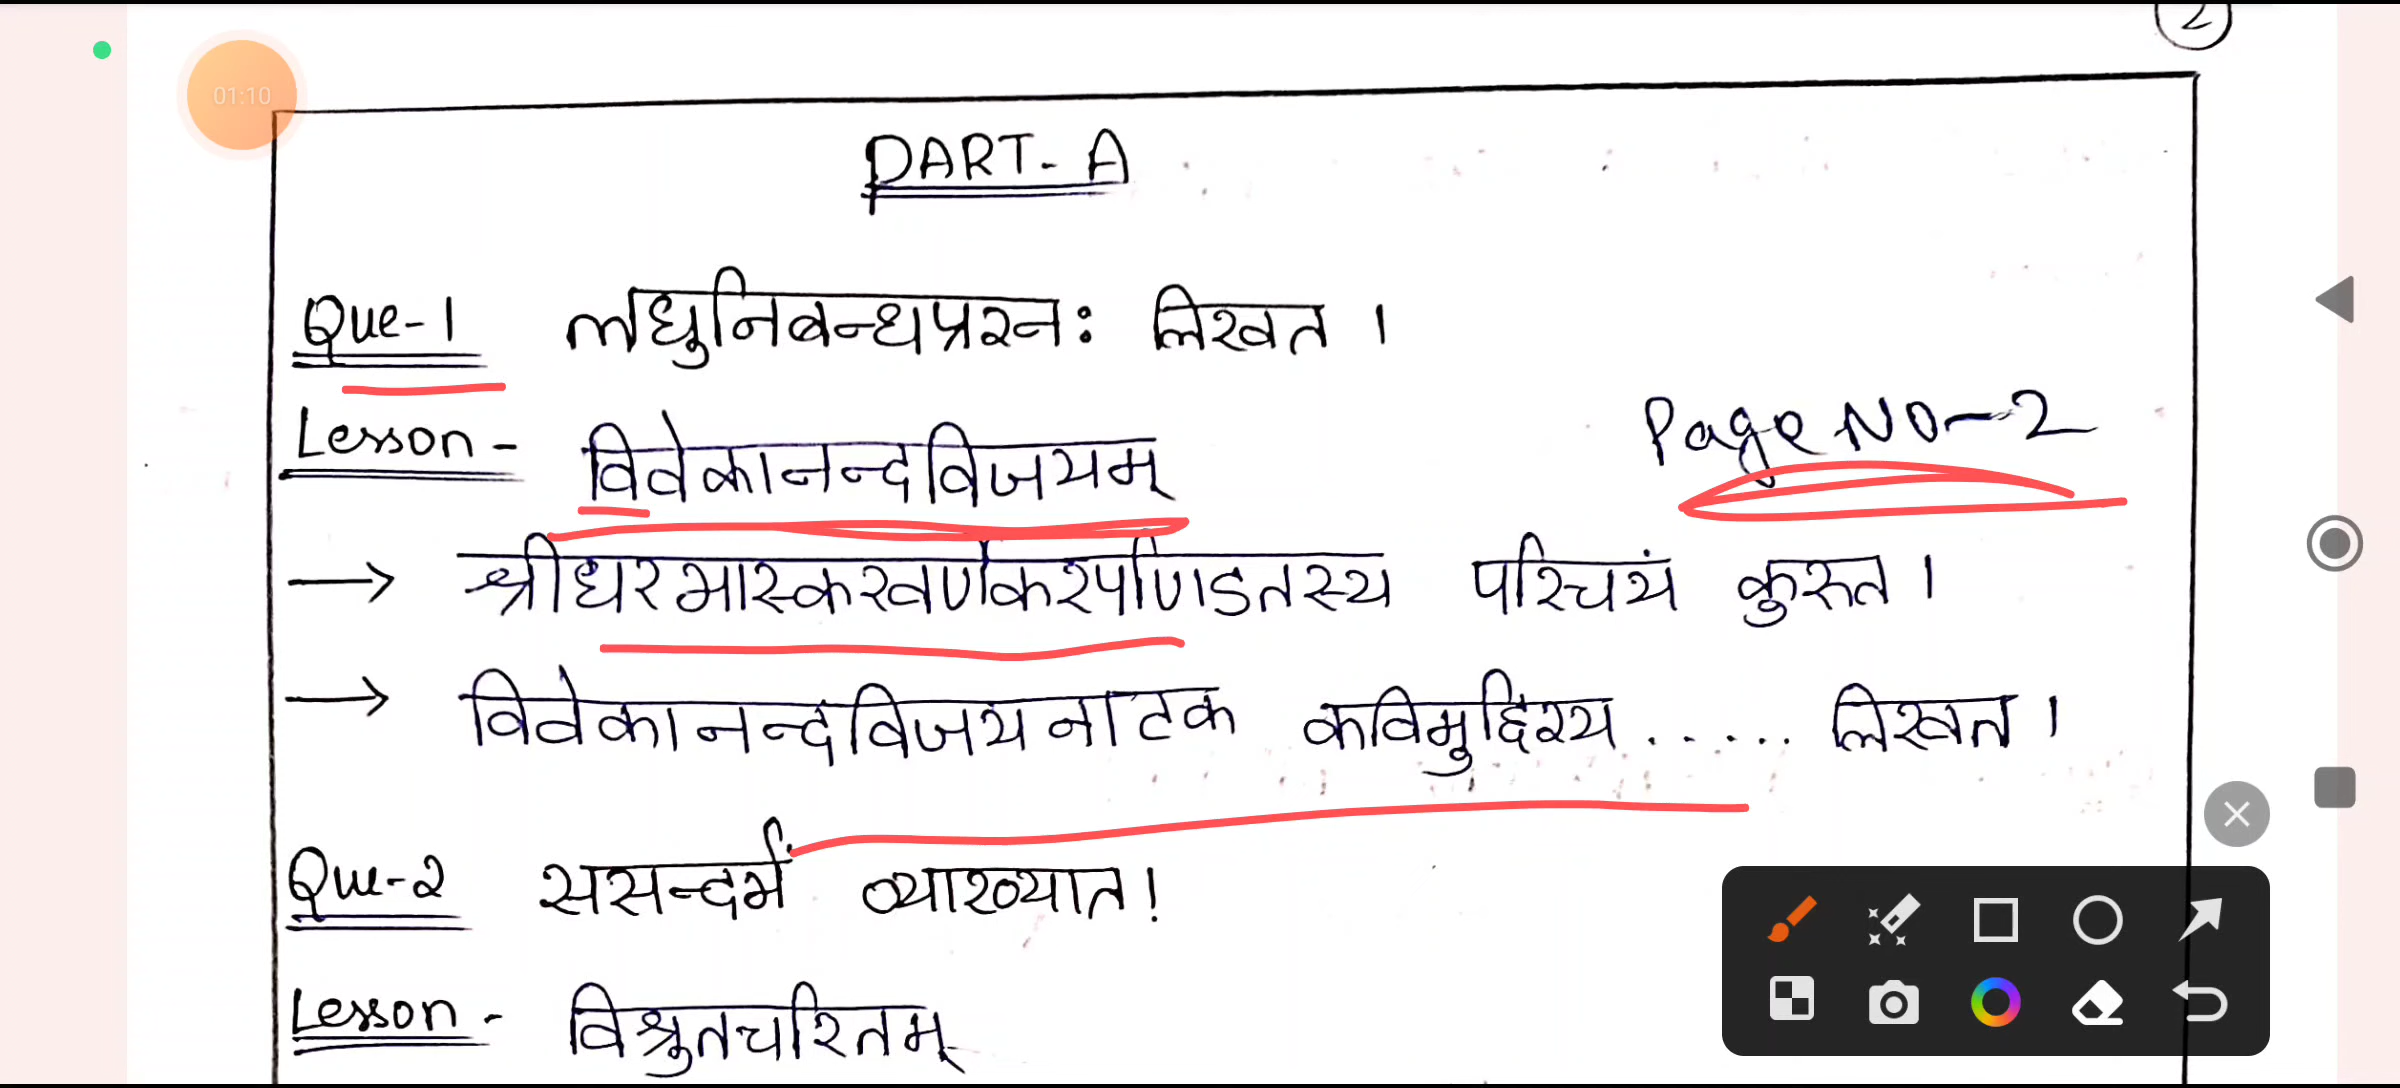 2
01:10
PART-A
Que-1 लघुनिबन्धप्रश्नः लिखत ।
Lesson- विवेकानन्दविजयम् Page NO-2
→ श्रीधरभास्करवर्णेकरपण्डितस्य परिचयं कुरुत ।
→ विवेकानन्दविजयनाटक कविमुद्दिश्य ...... लिखत ।
Que-2 ससन्दर्भं व्याख्यात !
Lesson- विश्रुतचरितम्